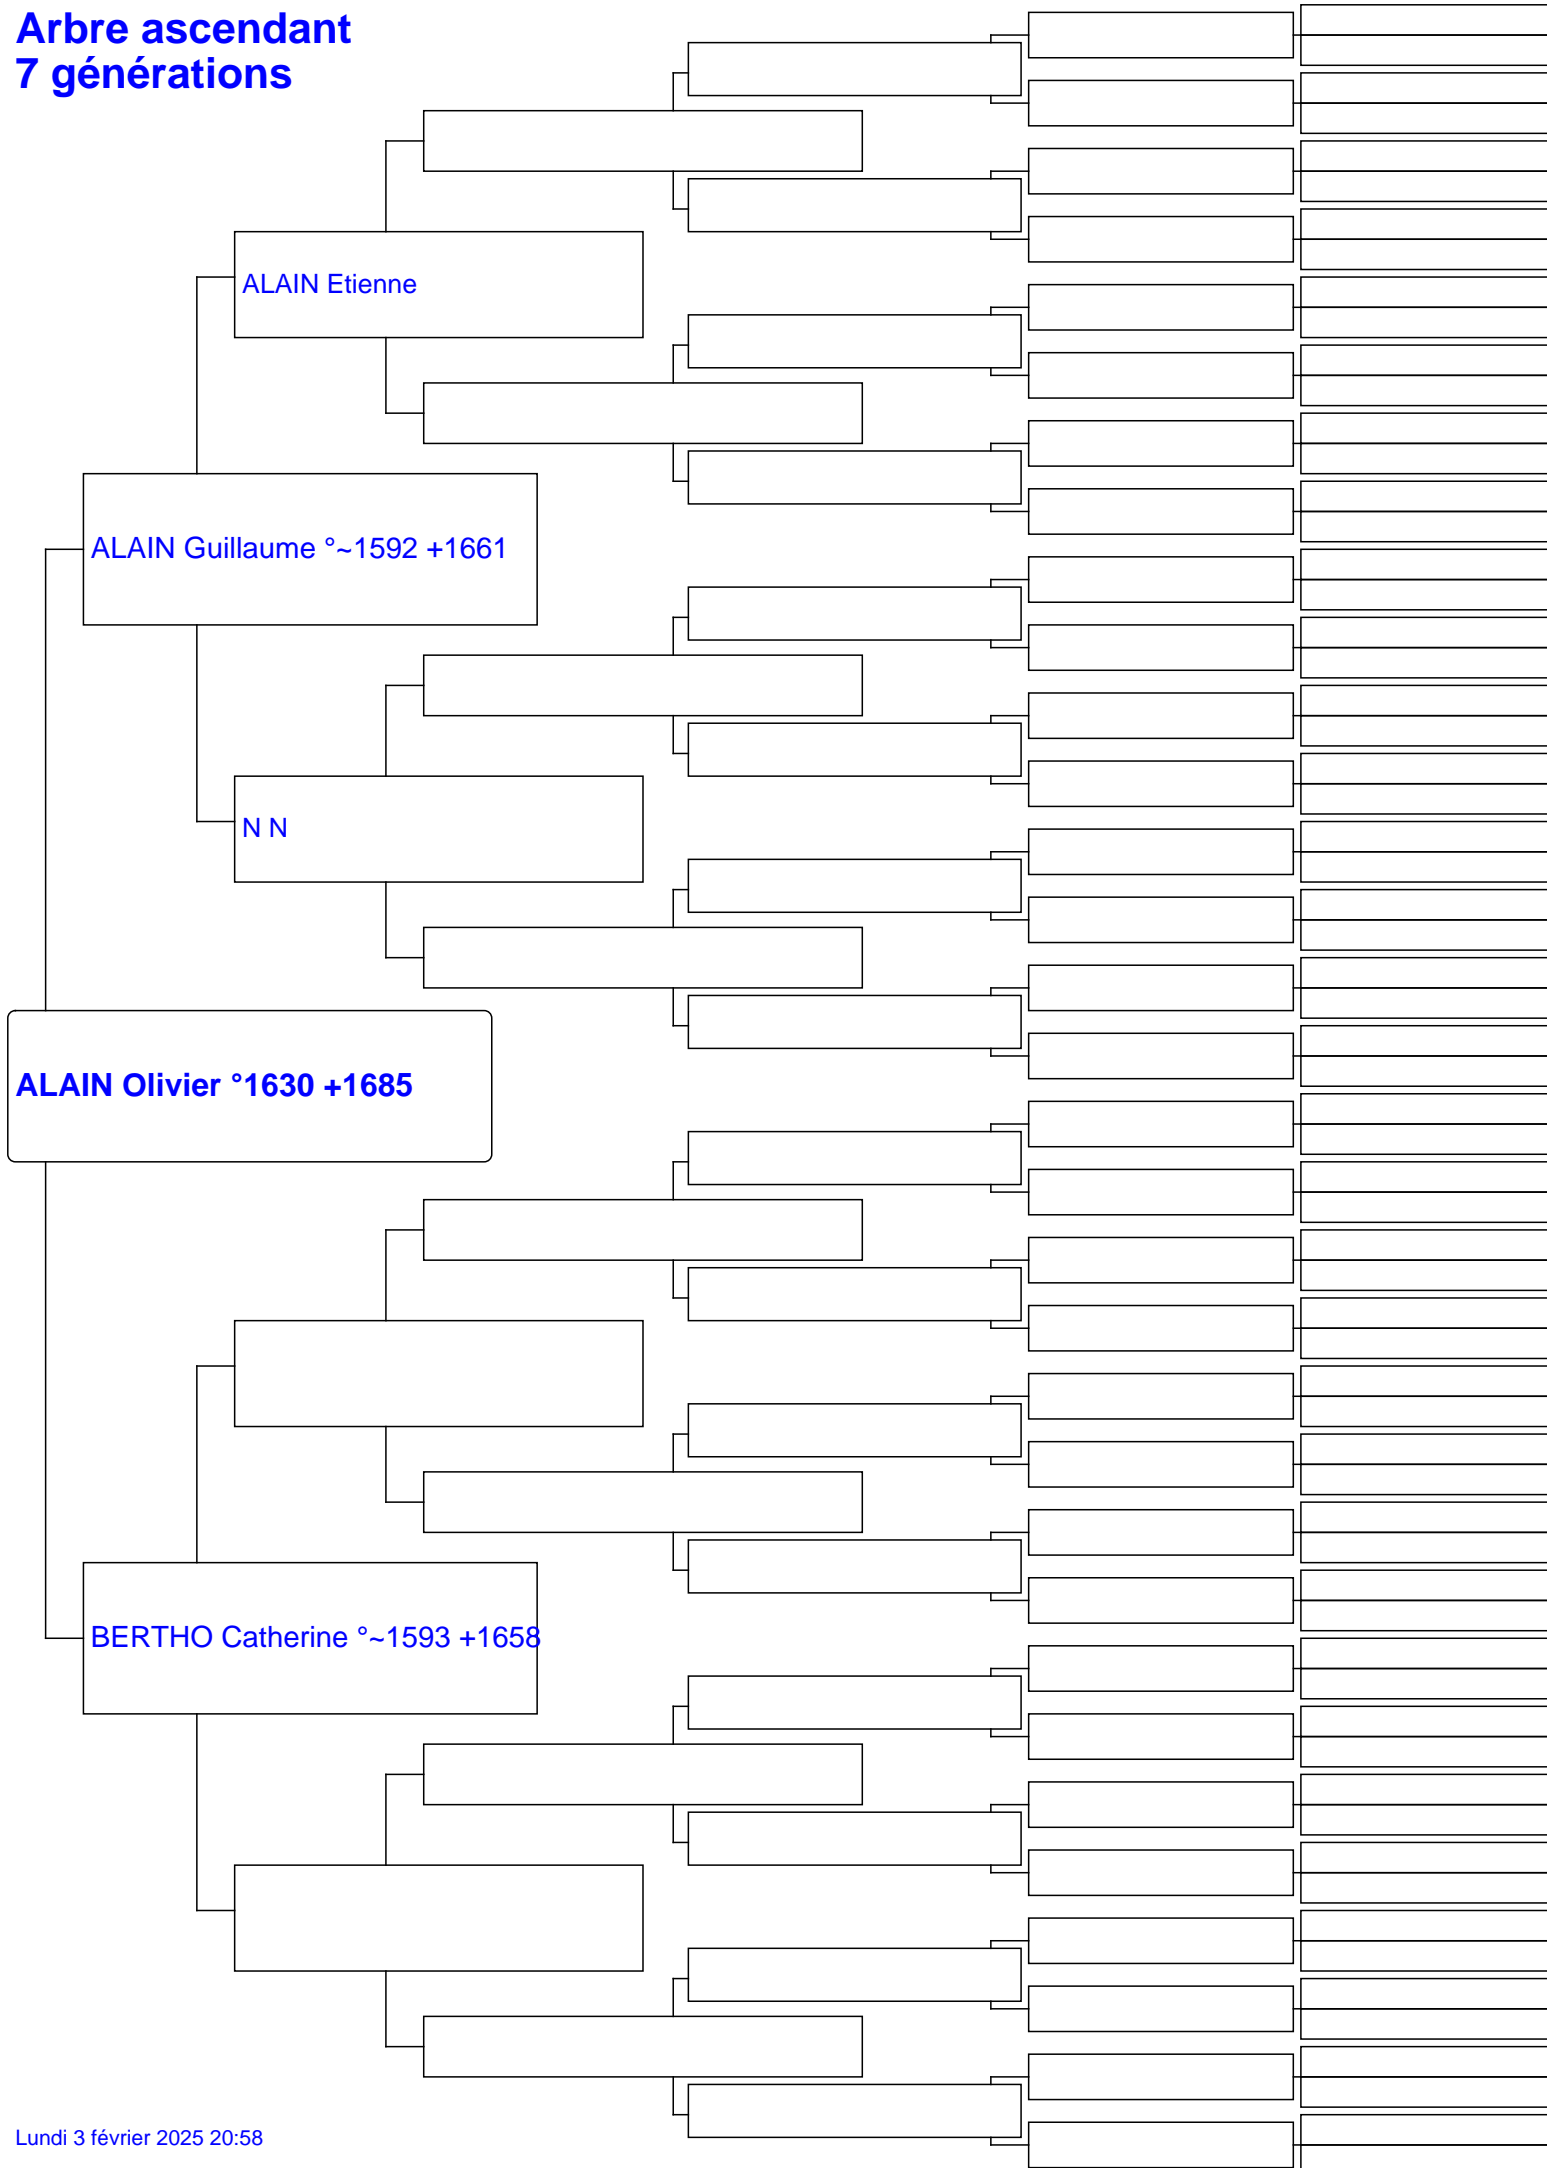 Arbre ascendant
7 générations
ALAIN Etienne
ALAIN Guillaume °~1592 +1661
N N
ALAIN Olivier °1630 +1685
BERTHO Catherine °~1593 +1658
Lundi 3 février 2025 20:58